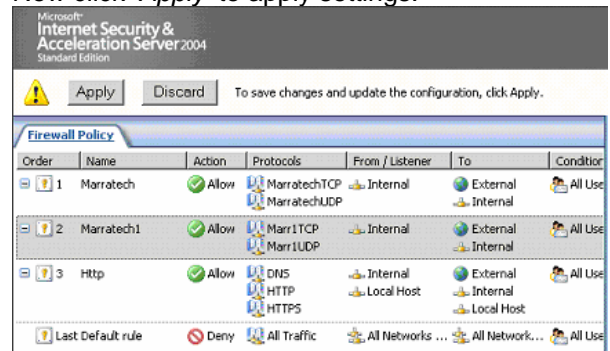 Now click 'Apply' to apply settings.
Microsoft®
Internet Security &
Acceleration Server 2004
Standard Edition
Apply Discard To save changes and update the configuration, click Apply.
Firewall Policy
Order Name Action Protocols From / Listener To Condition
1 Marratech Allow MarratechTCP Internal External All Use
MarratechUDP Internal
2 Marratech1 Allow Marr1TCP Internal External All Use
Marr1UDP Internal
3 Http Allow DNS Internal External All Use
HTTP Local Host Internal
HTTPS Local Host
Last Default rule Deny All Traffic All Networks ... All Network... All Use